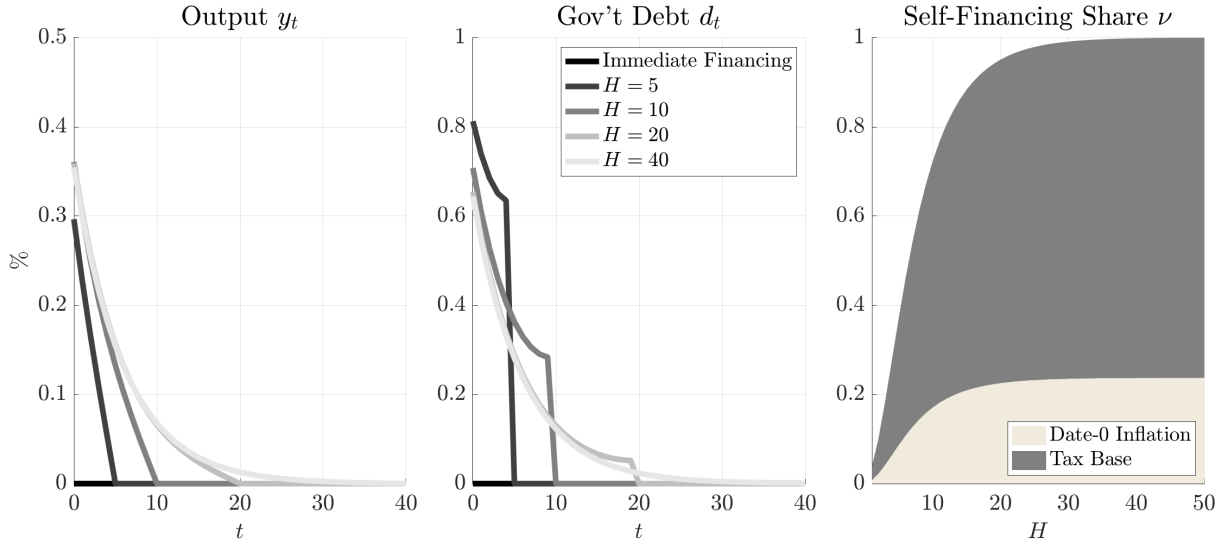 Output y_t
Gov't Debt d_t
Self-Financing Share ν
%
0.5
0.4
0.3
0.2
0.1
0
0
10
20
30
40
t
1
0.8
0.6
0.4
0.2
0
0
10
20
30
40
t
Immediate Financing
H = 5
H = 10
H = 20
H = 40
1
0.8
0.6
0.4
0.2
0
10
20
30
40
50
H
Date-0 Inflation
Tax Base